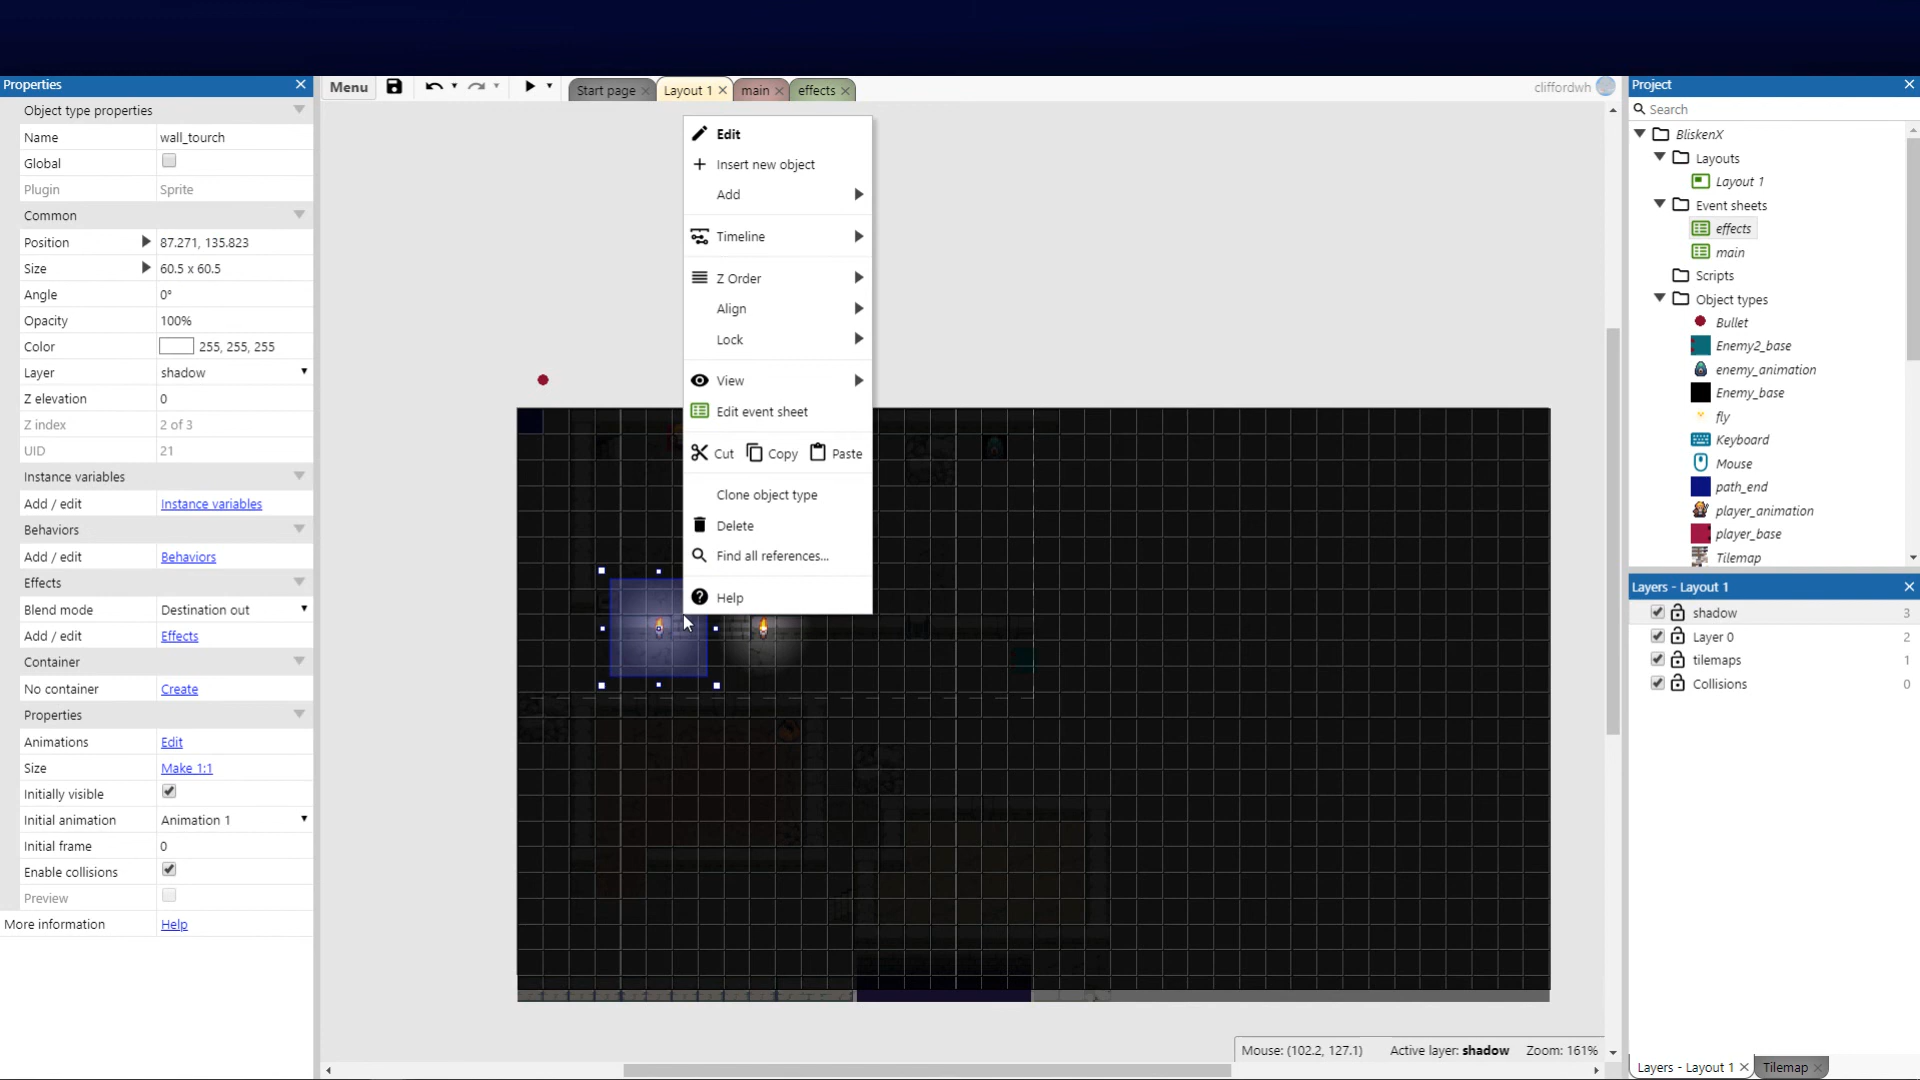 Properties
Object type properties
Name wall_tourch
Global
Plugin Sprite
Common
Position 87.271, 135.823
Size 60.5 x 60.5
Angle 0°
Opacity 100%
Color 255, 255, 255
Layer shadow
Z elevation 0
Z index 2 of 3
UID 21
Instance variables
Add / edit Instance variables
Behaviors
Add / edit Behaviors
Effects
Blend mode Destination out
Add / edit Effects
Container
No container Create
Properties
Animations Edit
Size Make 1:1
Initially visible
Initial animation Animation 1
Initial frame 0
Enable collisions
Preview
More information Help
Menu
Start page Layout 1 main effects
cliffordwh
Edit
Insert new object
Add
Timeline
Z Order
Align
Lock
View
Edit event sheet
Cut Copy Paste
Clone object type
Delete
Find all references...
Help
Mouse: (102.2, 127.1) Active layer: shadow Zoom: 161%
Project
Search
BliskenX
Layouts
Layout 1
Event sheets
effects
main
Scripts
Object types
Bullet
Enemy2_base
enemy_animation
Enemy_base
fly
Keyboard
Mouse
path_end
player_animation
player_base
Tilemap
Layers - Layout 1
shadow 3
Layer 0 2
tilemaps 1
Collisions 0
Layers - Layout 1 Tilemap